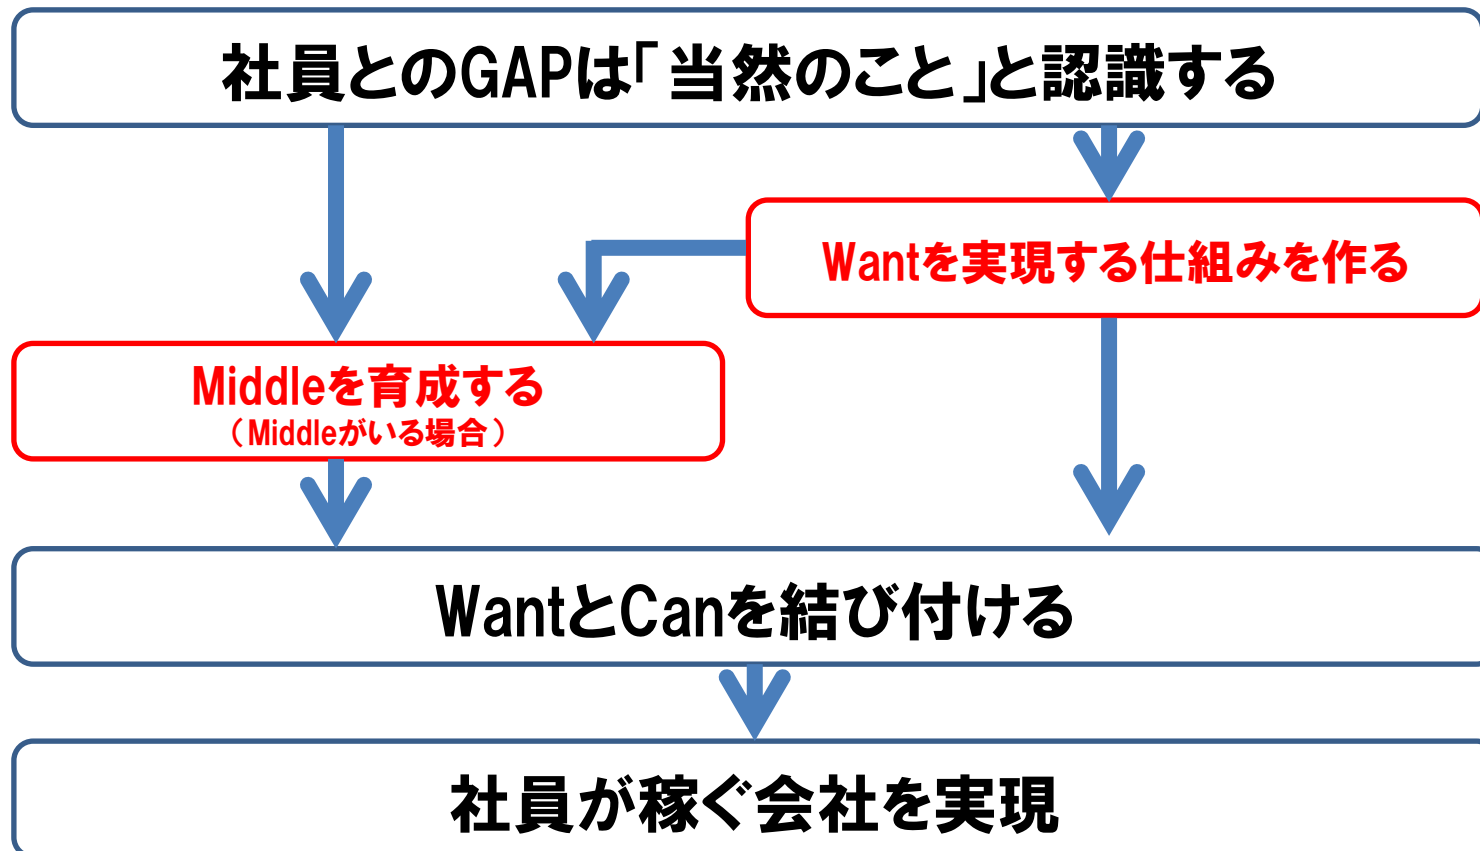 社員とのGAPは「当然のこと」と認識する
Wantを実現する仕組みを作る
Middleを育成する
（Middleがいる場合）
WantとCanを結び付ける
社員が稼ぐ会社を実現